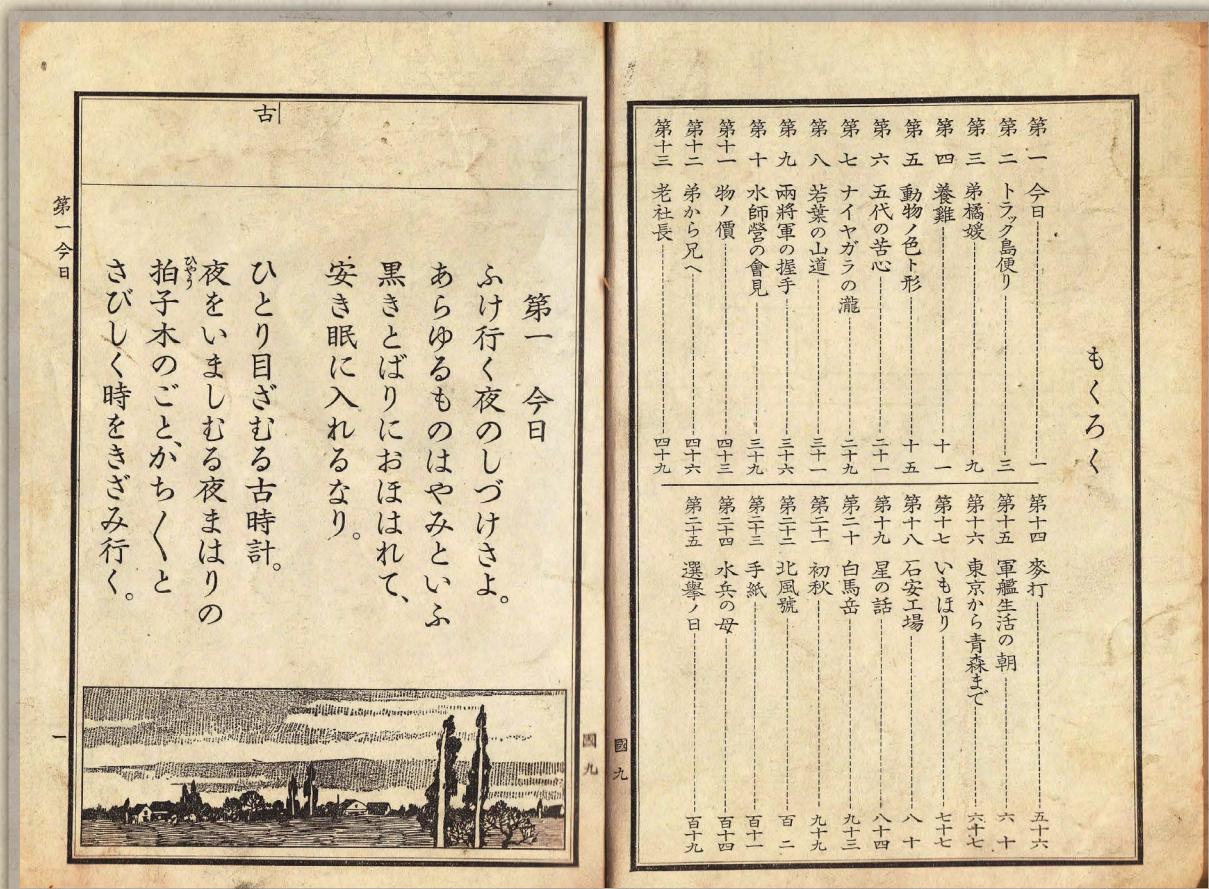 もくろく
第一 今日 一
第二 トラック島便り 三
第三 弟橘媛 九
第四 養雞 十一
第五 動物ノ色ト形 十五
第六 五代の苦心 二十一
第七 ナイヤガラの瀧 二十九
第八 若葉の山道 三十一
第九 兩將軍の握手 三十六
第十 水師營の會見 三十九
第十一 物ノ價 四十三
第十二 弟から兄へ 四十六
第十三 老社長 四十九
第十四 麥打 五十六
第十五 軍艦生活の朝 六十
第十六 東京から青森まで 六十七
第十七 いもほり 七十七
第十八 石安工場 八十
第十九 星の話 八十四
第二十 白馬岳 九十三
第二十一 初秋 九十九
第二十二 北風號 百二
第二十三 手紙 百十一
第二十四 水兵の母 百十四
第二十五 選擧ノ日 百十九
國九
國九
古
第一 今日
ふけ行く夜のしづけさよ。
あらゆるものはやみといふ
黒きとばりにおほはれて、
安き眠に入れるなり。
ひとり目ざむる古時計。
夜をいましむる夜まはりの
拍子木のごと、かち〱と
ひやうし
さびしく時をきざみ行く。
第一 今日
一